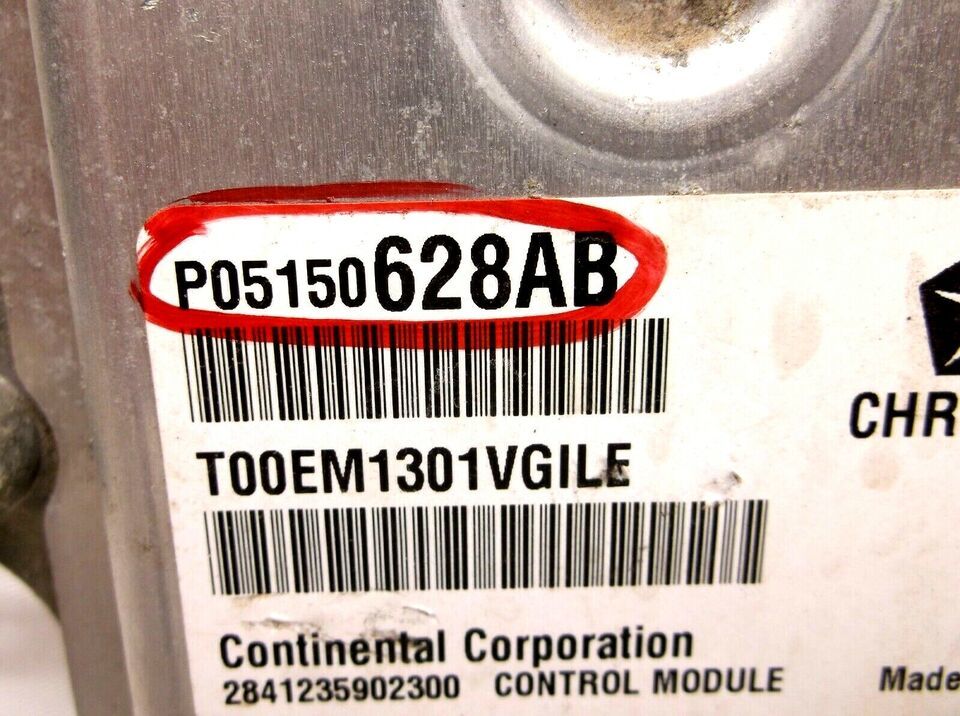 P05150628AB
CHR
T00EM1301VGILE
Continental Corporation
2841235902300 CONTROL MODULE
Made